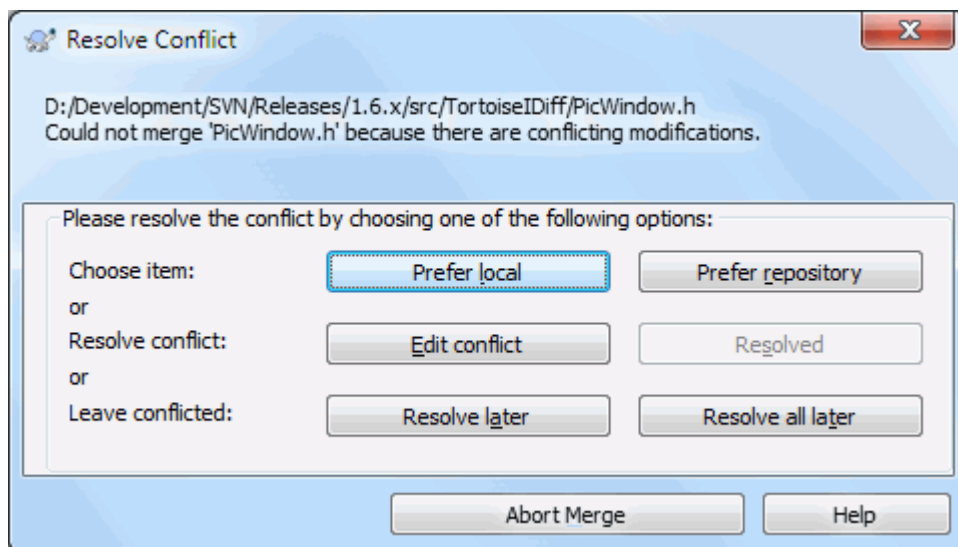 Resolve Conflict
D:/Development/SVN/Releases/1.6.x/src/TortoiseIDiff/PicWindow.h
Could not merge 'PicWindow.h' because there are conflicting modifications.
Please resolve the conflict by choosing one of the following options:
Choose item: Prefer local Prefer repository
or
Resolve conflict: Edit conflict Resolved
or
Leave conflicted: Resolve later Resolve all later
Abort Merge Help